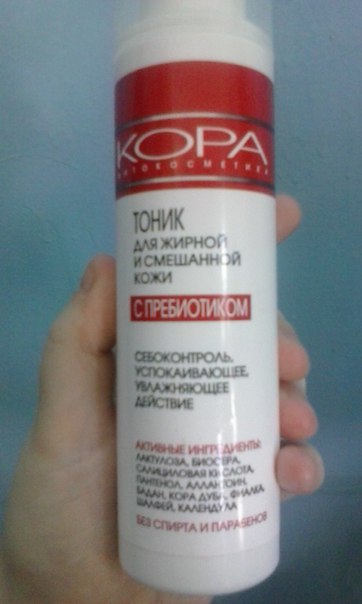 КОРА
ФИТОКОСМЕТИКА
ТОНИК
ДЛЯ ЖИРНОЙ
И СМЕШАННОЙ
КОЖИ
С ПРЕБИОТИКОМ
СЕБОКОНТРОЛЬ,
УСПОКАИВАЮЩЕЕ,
УВЛАЖНЯЮЩЕЕ
ДЕЙСТВИЕ
АКТИВНЫЕ ИНГРЕДИЕНТЫ:
ЛАКТУЛОЗА, БИОСЕРА,
САЛИЦИЛОВАЯ КИСЛОТА,
ПАНТЕНОЛ, АЛЛАНТОИН,
БАДАН, КОРА ДУБА, ФИАЛКА,
ШАЛФЕЙ, КАЛЕНДУЛА
БЕЗ СПИРТА И ПАРАБЕНОВ